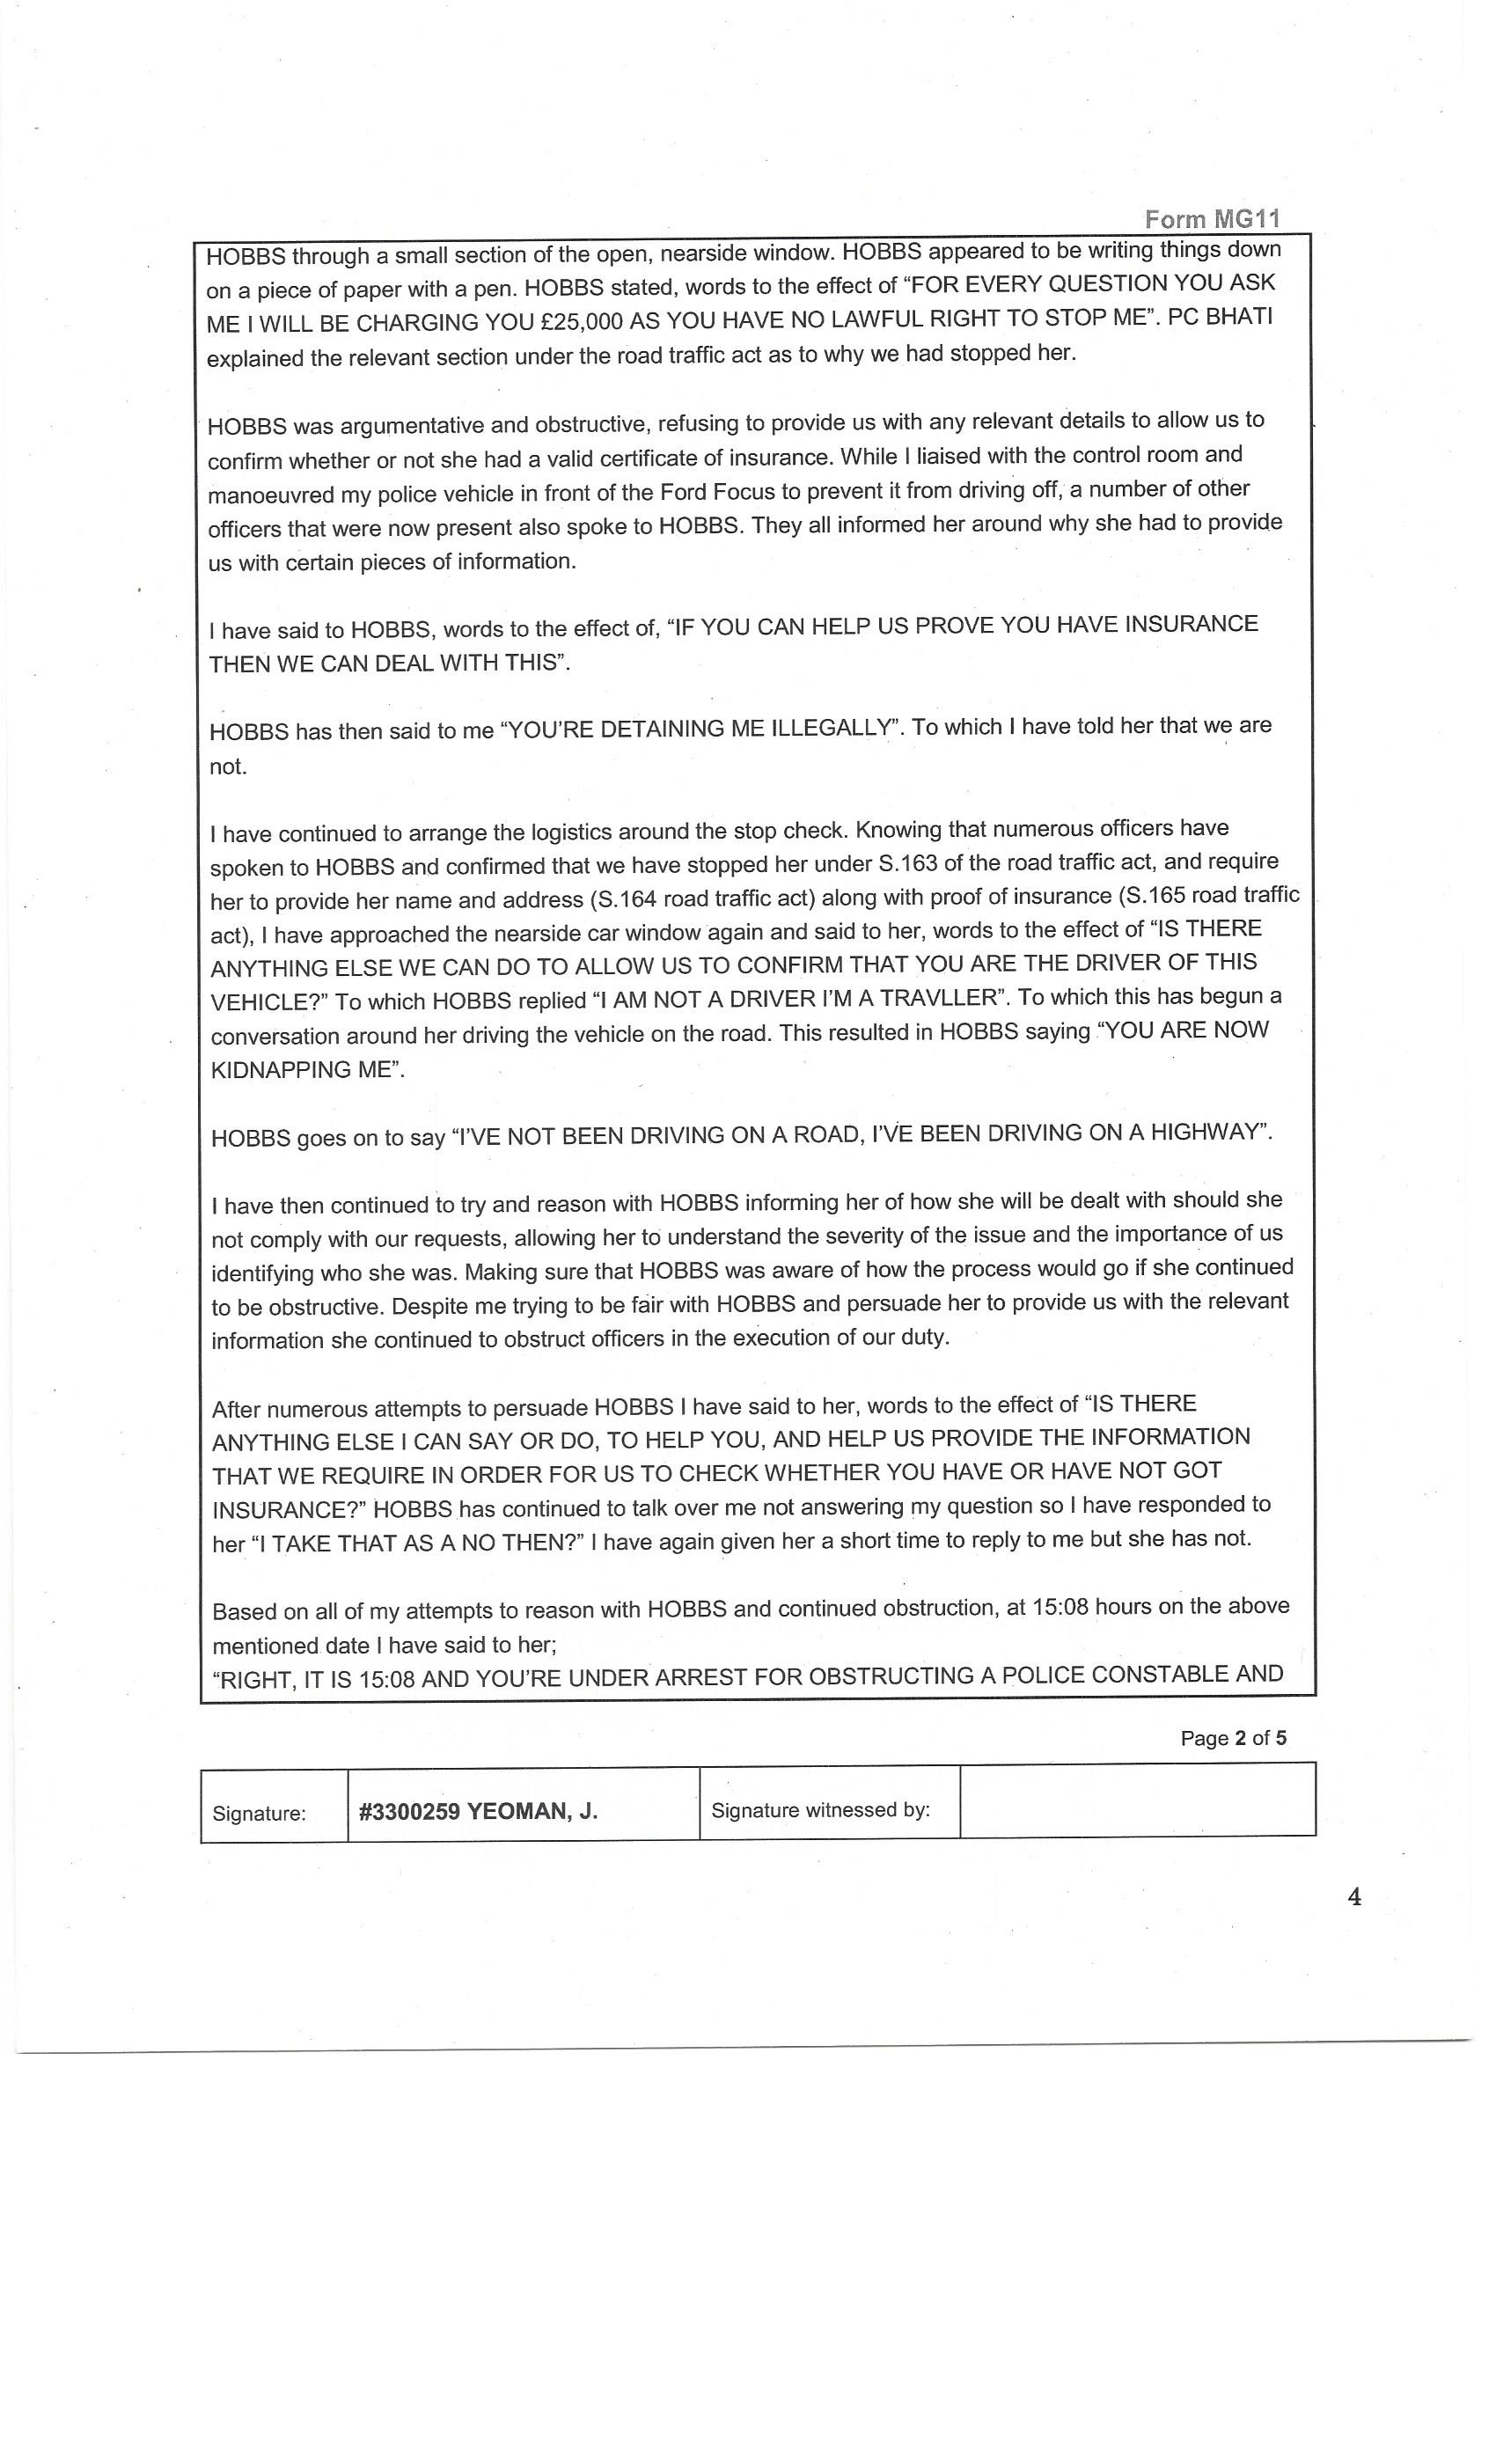 Form MG11
HOBBS through a small section of the open, nearside window. HOBBS appeared to be writing things down
on a piece of paper with a pen. HOBBS stated, words to the effect of “FOR EVERY QUESTION YOU ASK
ME I WILL BE CHARGING YOU £25,000 AS YOU HAVE NO LAWFUL RIGHT TO STOP ME”. PC BHATI
explained the relevant section under the road traffic act as to why we had stopped her.
HOBBS was argumentative and obstructive, refusing to provide us with any relevant details to allow us to
confirm whether or not she had a valid certificate of insurance. While I liaised with the control room and
manoeuvred my police vehicle in front of the Ford Focus to prevent it from driving off, a number of other
officers that were now present also spoke to HOBBS. They all informed her around why she had to provide
us with certain pieces of information.
I have said to HOBBS, words to the effect of, “IF YOU CAN HELP US PROVE YOU HAVE INSURANCE
THEN WE CAN DEAL WITH THIS”.
HOBBS has then said to me “YOU’RE DETAINING ME ILLEGALLY”. To which I have told her that we are
not.
I have continued to arrange the logistics around the stop check. Knowing that numerous officers have
spoken to HOBBS and confirmed that we have stopped her under S.163 of the road traffic act, and require
her to provide her name and address (S.164 road traffic act) along with proof of insurance (S.165 road traffic
act), I have approached the nearside car window again and said to her, words to the effect of “IS THERE
ANYTHING ELSE WE CAN DO TO ALLOW US TO CONFIRM THAT YOU ARE THE DRIVER OF THIS
VEHICLE?” To which HOBBS replied “I AM NOT A DRIVER I’M A TRAVLLER”. To which this has begun a
conversation around her driving the vehicle on the road. This resulted in HOBBS saying “YOU ARE NOW
KIDNAPPING ME”.
HOBBS goes on to say “I’VE NOT BEEN DRIVING ON A ROAD, I’VE BEEN DRIVING ON A HIGHWAY”.
I have then continued to try and reason with HOBBS informing her of how she will be dealt with should she
not comply with our requests, allowing her to understand the severity of the issue and the importance of us
identifying who she was. Making sure that HOBBS was aware of how the process would go if she continued
to be obstructive. Despite me trying to be fair with HOBBS and persuade her to provide us with the relevant
information she continued to obstruct officers in the execution of our duty.
After numerous attempts to persuade HOBBS I have said to her, words to the effect of “IS THERE
ANYTHING ELSE I CAN SAY OR DO, TO HELP YOU, AND HELP US PROVIDE THE INFORMATION
THAT WE REQUIRE IN ORDER FOR US TO CHECK WHETHER YOU HAVE OR HAVE NOT GOT
INSURANCE?” HOBBS has continued to talk over me not answering my question so I have responded to
her “I TAKE THAT AS A NO THEN?” I have again given her a short time to reply to me but she has not.
Based on all of my attempts to reason with HOBBS and continued obstruction, at 15:08 hours on the above
mentioned date I have said to her;
“RIGHT, IT IS 15:08 AND YOU’RE UNDER ARREST FOR OBSTRUCTING A POLICE CONSTABLE AND
Page 2 of 5
Signature: #3300259 YEOMAN, J. Signature witnessed by:
4